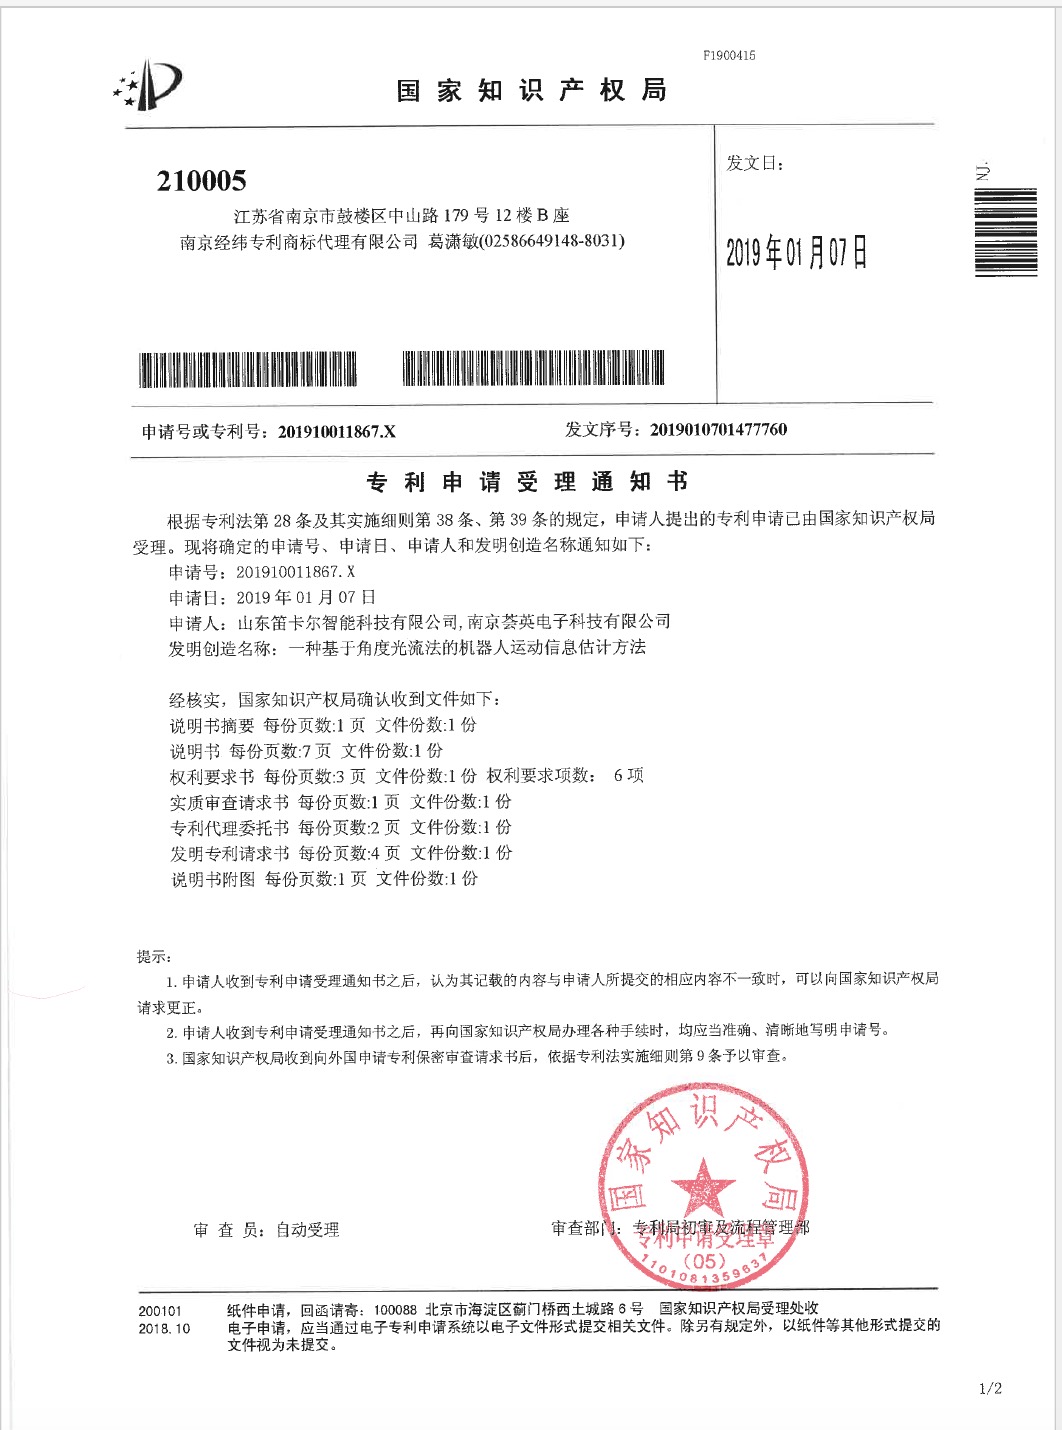 F1900415
国家知识产权局
210005
江苏省南京市鼓楼区中山路 179 号 12 楼 B 座
南京经纬专利商标代理有限公司 葛潇敏(02586649148-8031)
发文日：
2019年01月07日
NJ.
申请号或专利号：201910011867.X
发文序号：2019010701477760
专利申请受理通知书
根据专利法第 28 条及其实施细则第 38 条、第 39 条的规定，申请人提出的专利申请已由国家知识产权局
受理。现将确定的申请号、申请日、申请人和发明创造名称通知如下：
申请号：201910011867.X
申请日：2019 年 01 月 07 日
申请人：山东笛卡尔智能科技有限公司,南京荟英电子科技有限公司
发明创造名称：一种基于角度光流法的机器人运动信息估计方法
经核实，国家知识产权局确认收到文件如下：
说明书摘要 每份页数:1 页 文件份数:1 份
说明书 每份页数:7 页 文件份数:1 份
权利要求书 每份页数:3 页 文件份数:1 份 权利要求项数： 6 项
实质审查请求书 每份页数:1 页 文件份数:1 份
专利代理委托书 每份页数:2 页 文件份数:1 份
发明专利请求书 每份页数:4 页 文件份数:1 份
说明书附图 每份页数:1 页 文件份数:1 份
提示：
1. 申请人收到专利申请受理通知书之后，认为其记载的内容与申请人所提交的相应内容不一致时，可以向国家知识产权局
请求更正。
2. 申请人收到专利申请受理通知书之后，再向国家知识产权局办理各种手续时，均应当准确、清晰地写明申请号。
3. 国家知识产权局收到向外国申请专利保密审查请求书后，依据专利法实施细则第 9 条予以审查。
国家知识产权局
审 查 员：自动受理
审查部门：专利局初审及流程管理部
专利申请受理章
(05)
1101081359637
200101
纸件申请，回函请寄：100088 北京市海淀区蓟门桥西土城路 6 号 国家知识产权局受理处收
2018.10
电子申请，应当通过电子专利申请系统以电子文件形式提交相关文件。除另有规定外，以纸件等其他形式提交的
文件视为未提交。
1/2